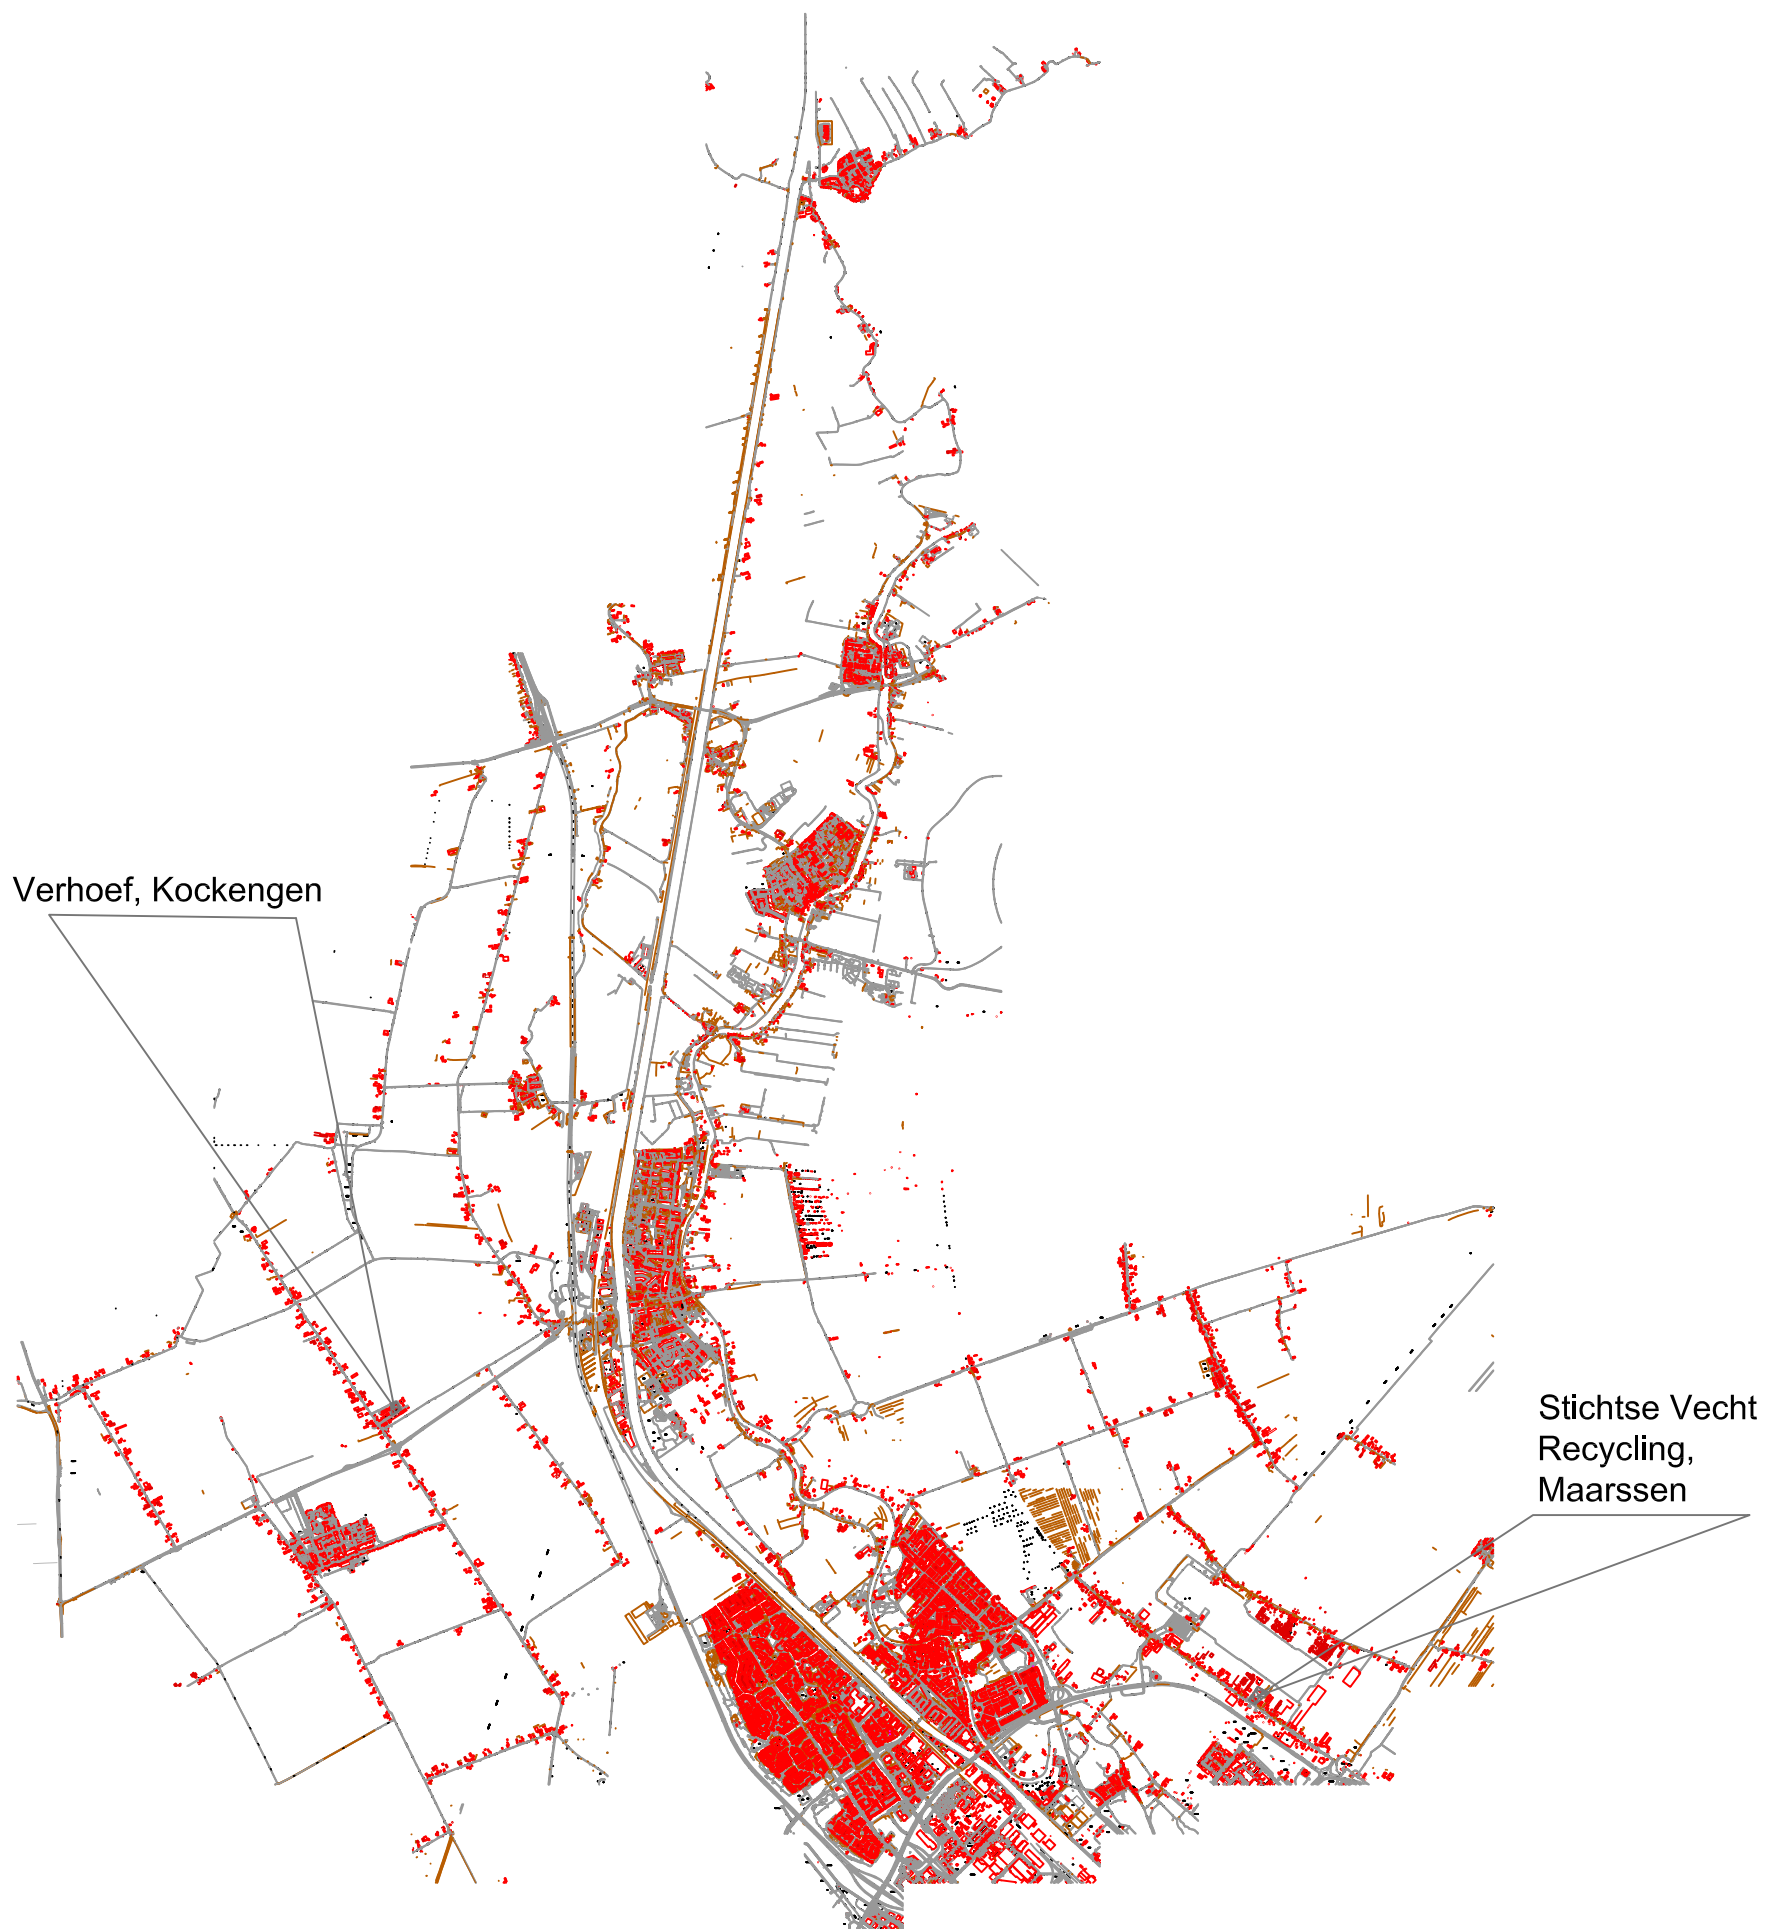 Verhoef, Kockengen
Stichtse Vecht
Recycling,
Maarssen